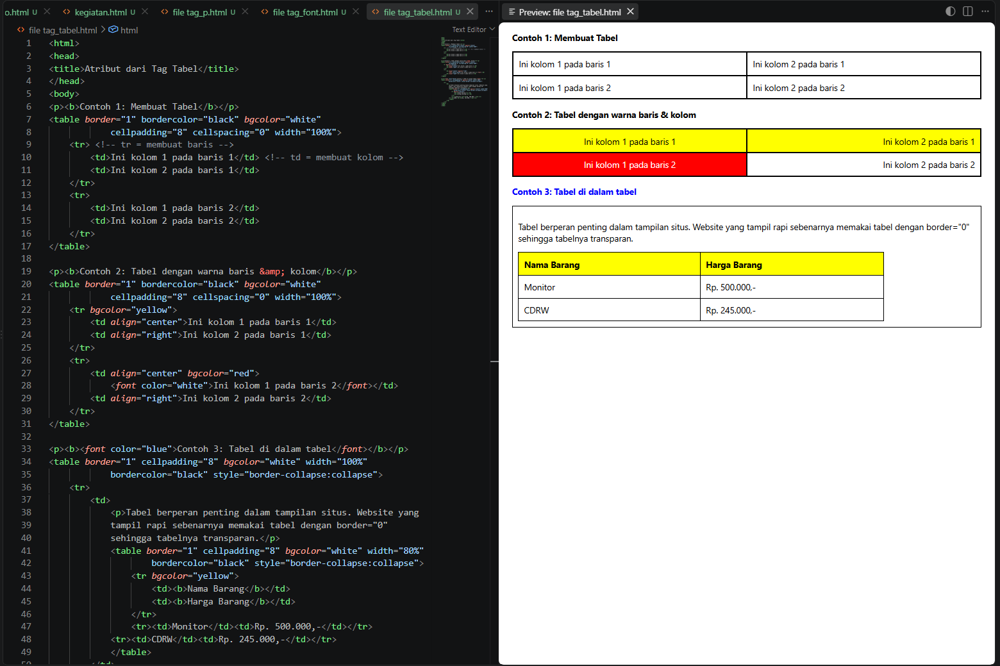 o.html U
kegiatan.html U
file tag_p.html U
file tag_font.html U
file tag_tabel.html U
Preview: file tag_tabel.html
file tag_tabel.html > html
Text Editor
1 <html>
2 <head>
3 <title>Atribut dari Tag Tabel</title>
4 </head>
5 <body>
6 <p><b>Contoh 1: Membuat Tabel</b></p>
7 <table border="1" bordercolor="black" bgcolor="white"
8 cellpadding="8" cellspacing="0" width="100%">
9 <tr> <!-- tr = membuat baris -->
10 <td>Ini kolom 1 pada baris 1</td> <!-- td = membuat kolom -->
11 <td>Ini kolom 2 pada baris 1</td>
12 </tr>
13 <tr>
14 <td>Ini kolom 1 pada baris 2</td>
15 <td>Ini kolom 2 pada baris 2</td>
16 </tr>
17 </table>
18
19 <p><b>Contoh 2: Tabel dengan warna baris &amp; kolom</b></p>
20 <table border="1" bordercolor="black" bgcolor="white"
21 cellpadding="8" cellspacing="0" width="100%">
22 <tr bgcolor="yellow">
23 <td align="center">Ini kolom 1 pada baris 1</td>
24 <td align="right">Ini kolom 2 pada baris 1</td>
25 </tr>
26 <tr>
27 <td align="center" bgcolor="red">
28 <font color="white">Ini kolom 1 pada baris 2</font></td>
29 <td align="right">Ini kolom 2 pada baris 2</td>
30 </tr>
31 </table>
32
33 <p><b><font color="blue">Contoh 3: Tabel di dalam tabel</font></b></p>
34 <table border="1" cellpadding="8" bgcolor="white" width="100%"
35 bordercolor="black" style="border-collapse:collapse">
36 <tr>
37 <td>
38 <p>Tabel berperan penting dalam tampilan situs. Website yang
39 tampil rapi sebenarnya memakai tabel dengan border="0"
40 sehingga tabelnya transparan.</p>
41 <table border="1" cellpadding="8" bgcolor="white" width="80%"
42 bordercolor="black" style="border-collapse:collapse">
43 <tr bgcolor="yellow">
44 <td><b>Nama Barang</b></td>
45 <td><b>Harga Barang</b></td>
46 </tr>
47 <tr><td>Monitor</td><td>Rp. 500.000,-</td></tr>
48 <tr><td>CDRW</td><td>Rp. 245.000,-</td></tr>
49 </table>
50 </td>
Contoh 1: Membuat Tabel
Ini kolom 1 pada baris 1 Ini kolom 2 pada baris 1
Ini kolom 1 pada baris 2 Ini kolom 2 pada baris 2
Contoh 2: Tabel dengan warna baris & kolom
Ini kolom 1 pada baris 1 Ini kolom 2 pada baris 1
Ini kolom 1 pada baris 2 Ini kolom 2 pada baris 2
Contoh 3: Tabel di dalam tabel
Tabel berperan penting dalam tampilan situs. Website yang tampil rapi sebenarnya memakai tabel dengan border="0"
sehingga tabelnya transparan.
Nama Barang Harga Barang
Monitor Rp. 500.000,-
CDRW Rp. 245.000,-